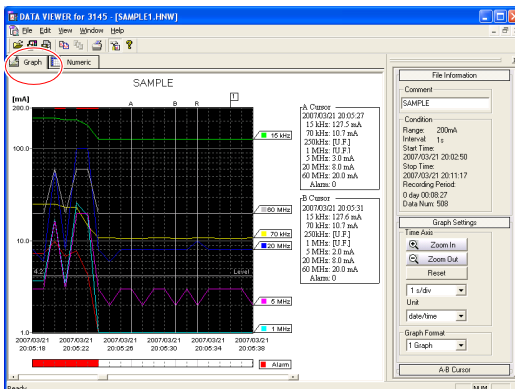 DATA VIEWER for 3145 - [SAMPLE1.HNW]
File Edit View Window Help
Graph Numeric
SAMPLE
[mA]
A B R 1
200.0
100.0
10.0
1.0
4.2
Level
15 kHz
60 MHz
70 kHz
20 MHz
5 MHz
1 MHz
2007/03/21 2007/03/21 2007/03/21 2007/03/21 2007/03/21 2007/03/21
20:05:18 20:05:22 20:05:26 20:05:30 20:05:34 20:05:38
Alarm
A Cursor
2007/03/21 20:05:27
15 kHz: 127.5 mA
70 kHz: 10.7 mA
250kHz: [U.F.]
1 MHz: [U.F.]
5 MHz: 3.0 mA
20 MHz: 8.0 mA
60 MHz: 20.0 mA
Alarm: 0
B Cursor
2007/03/21 20:05:31
15 kHz: 127.6 mA
70 kHz: 10.7 mA
250kHz: [U.F.]
1 MHz: [U.F.]
5 MHz: 2.0 mA
20 MHz: 8.0 mA
60 MHz: 20.0 mA
Alarm: 0
File Information
Comment
SAMPLE
Condition
Range: 200mA
Interval: 1s
Start Time:
2007/03/21 20:02:50
Stop Time:
2007/03/21 20:11:17
Recording Period:
0 day 00:08:27
Data Num: 508
Graph Settings
Time Axis
Zoom In
Zoom Out
Reset
1 s/div
Unit
date/time
Graph Format
1 Graph
A-B Cursor
Ready
NUM